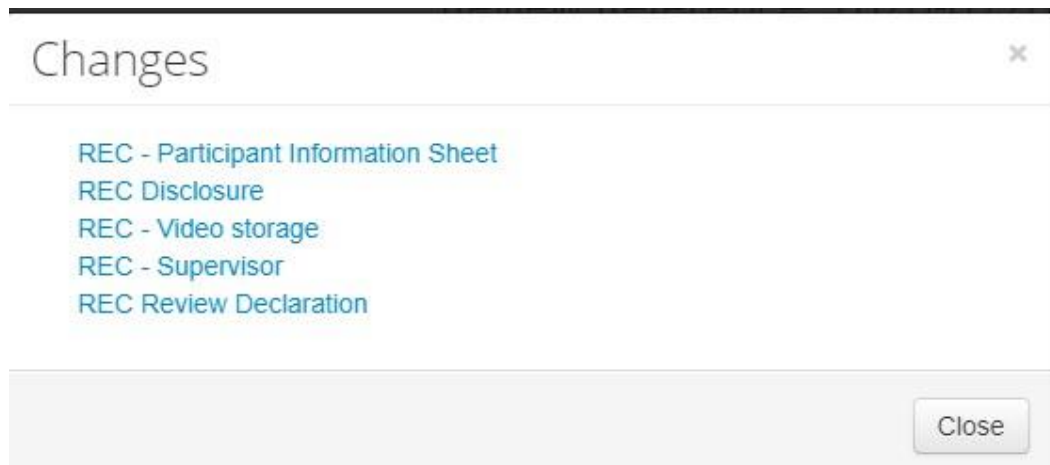 Changes
×
REC - Participant Information Sheet
REC Disclosure
REC - Video storage
REC - Supervisor
REC Review Declaration
Close